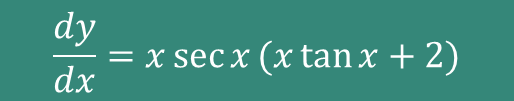 dy/dx = x sec x (x tan x + 2)